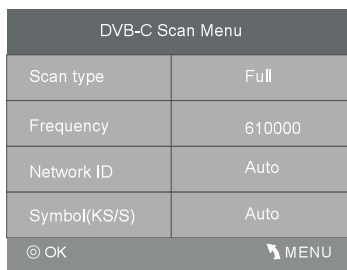 DVB-C Scan Menu
Scan type Full
Frequency 610000
Network ID Auto
Symbol(KS/S) Auto
OK MENU